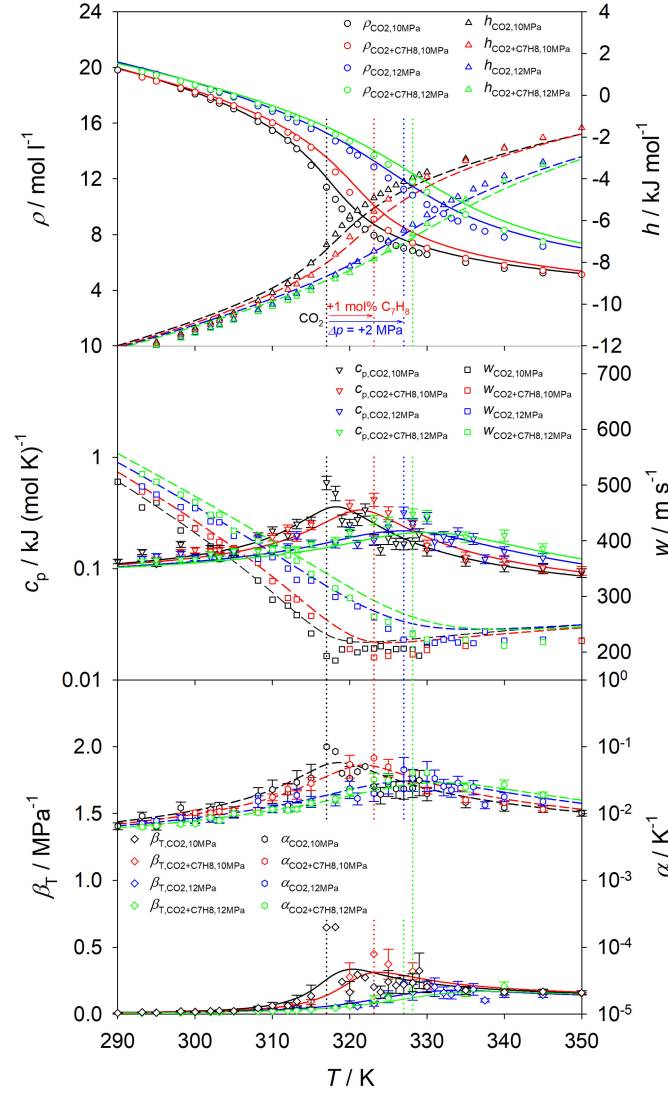 24
20
16
12
8
4
10
ρ / mol l⁻¹
4
2
0
-2
-4
-6
-8
-10
-12
h / kJ mol⁻¹
ρCO2,10MPa hCO2,10MPa
ρCO2+C7H8,10MPa hCO2+C7H8,10MPa
ρCO2,12MPa hCO2,12MPa
ρCO2+C7H8,12MPa hCO2+C7H8,12MPa
CO₂ +1 mol% C₇H₈
Δp = +2 MPa
1
0.1
0.01
cp / kJ (mol K)⁻¹
700
600
500
400
300
200
w / m s⁻¹
cp,CO2,10MPa wCO2,10MPa
cp,CO2+C7H8,10MPa wCO2+C7H8,10MPa
cp,CO2,12MPa wCO2,12MPa
cp,CO2+C7H8,12MPa wCO2+C7H8,12MPa
2.0
1.5
1.0
0.5
0.0
βT / MPa⁻¹
10⁰
10⁻¹
10⁻²
10⁻³
10⁻⁴
10⁻⁵
α / K⁻¹
βT,CO2,10MPa αCO2,10MPa
βT,CO2+C7H8,10MPa αCO2+C7H8,10MPa
βT,CO2,12MPa αCO2,12MPa
βT,CO2+C7H8,12MPa αCO2+C7H8,12MPa
290 300 310 320 330 340 350
T / K